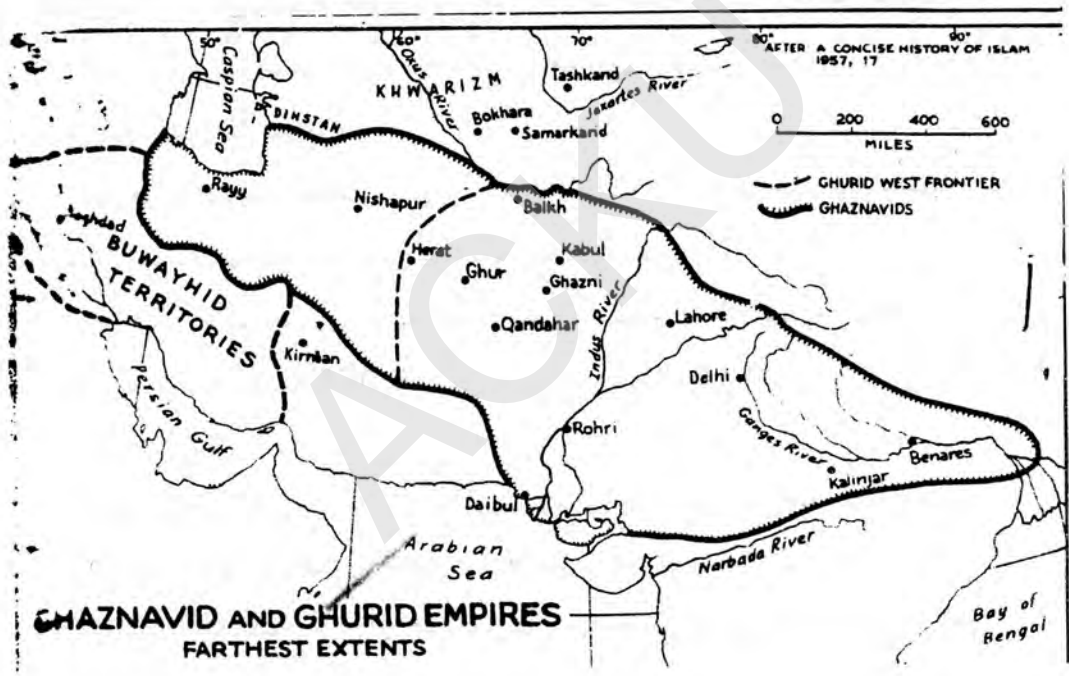 50°
60°
70°
80°
90°
AFTER A CONCISE HISTORY OF ISLAM
1957, 17
Caspian Sea
Oxus River
KHWARIZM
Tashkand
Jaxartes River
DIHSTAN
Bokhara
Samarkand
0 200 400 600
MILES
GHURID WEST FRONTIER
GHAZNAVIDS
Rayy
Nishapur
Balkh
Baghdad
BUWAYHID
TERRITORIES
Herat
Kabul
Ghur
Ghazni
Indus River
Qandahar
Lahore
Kirman
Delhi
Persian Gulf
Rohri
Ganges River
Benares
Kalinjar
Daibul
Arabian
Sea
Narbada River
GHAZNAVID AND GHURID EMPIRES
FARTHEST EXTENTS
Bay of
Bengal
ACKU